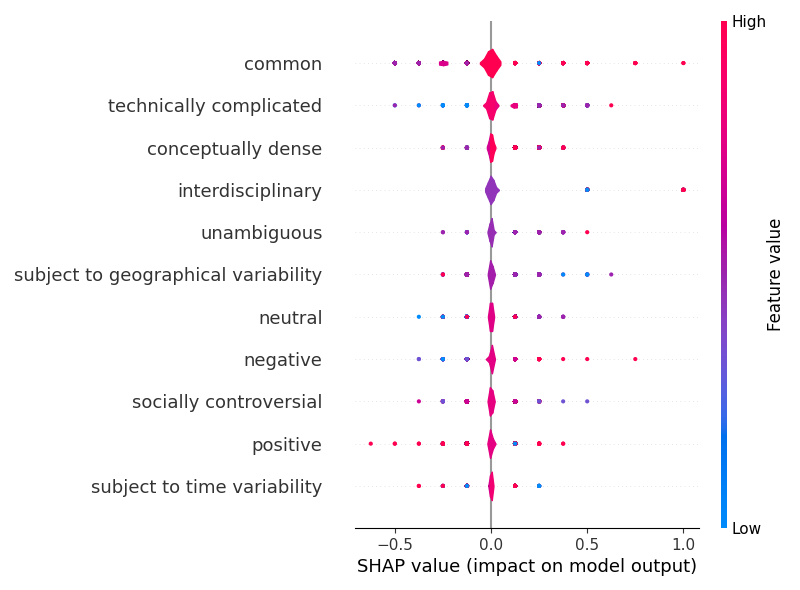 High
common
technically complicated
conceptually dense
interdisciplinary
unambiguous
subject to geographical variability
neutral
negative
socially controversial
positive
subject to time variability
Feature value
Low
−0.5 0.0 0.5 1.0
SHAP value (impact on model output)